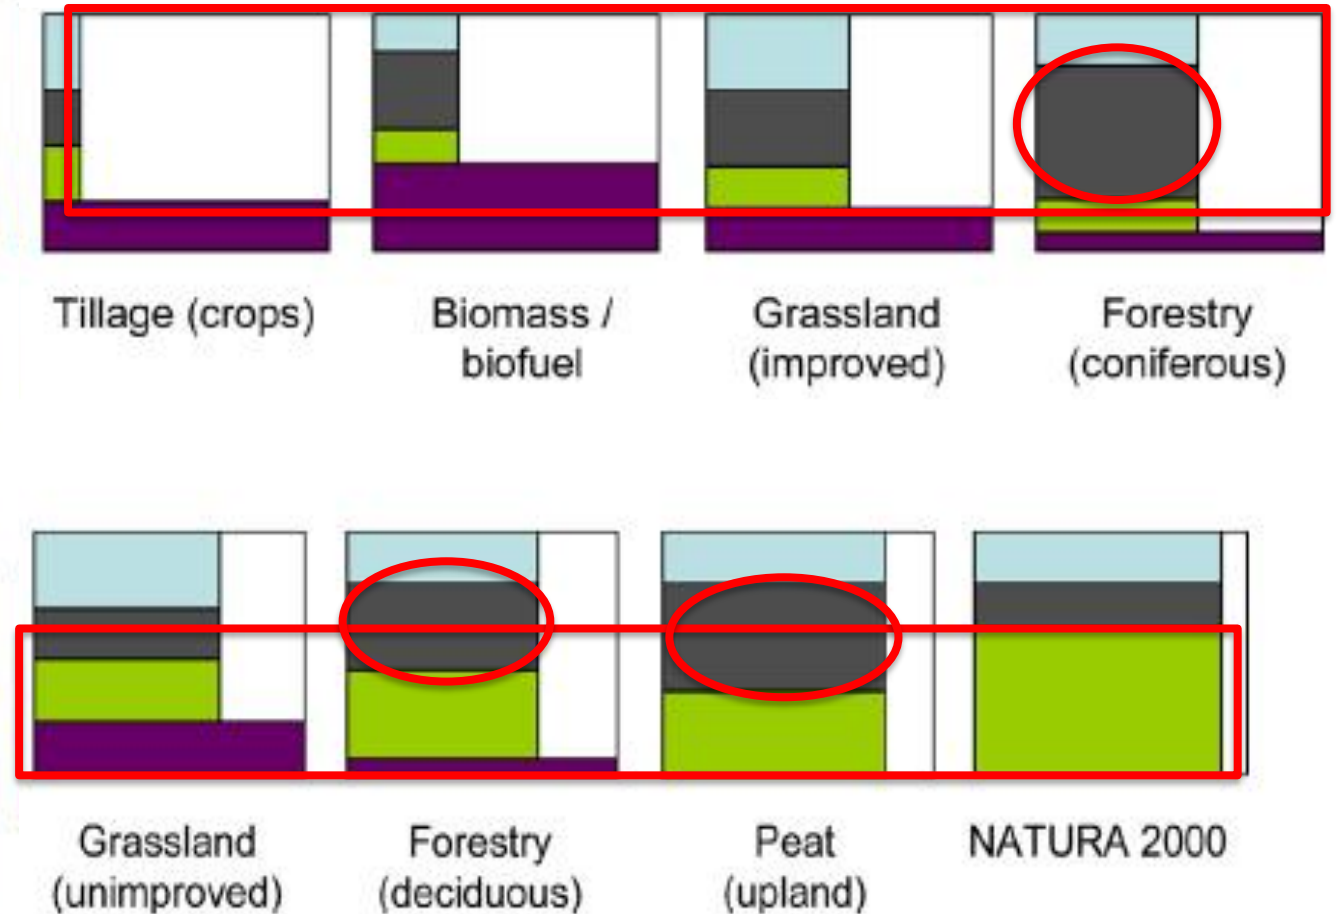 Tillage (crops)
Biomass /
biofuel
Grassland
(improved)
Forestry
(coniferous)
Grassland
(unimproved)
Forestry
(deciduous)
Peat
(upland)
NATURA 2000